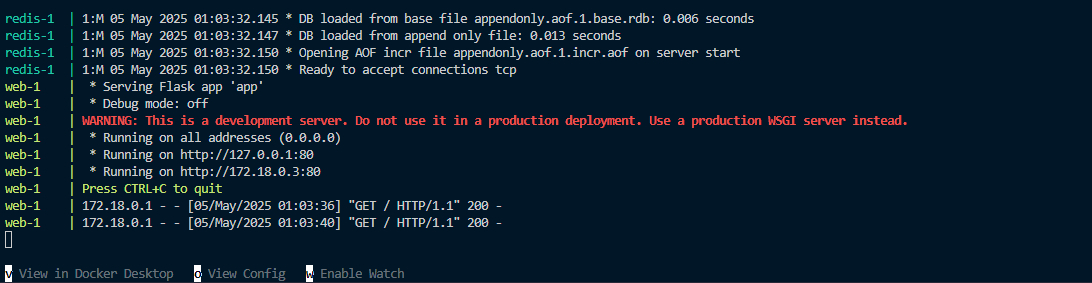 redis-1  | 1:M 05 May 2025 01:03:32.145 * DB loaded from base file appendonly.aof.1.base.rdb: 0.006 seconds
redis-1  | 1:M 05 May 2025 01:03:32.147 * DB loaded from append only file: 0.013 seconds
redis-1  | 1:M 05 May 2025 01:03:32.150 * Opening AOF incr file appendonly.aof.1.incr.aof on server start
redis-1  | 1:M 05 May 2025 01:03:32.150 * Ready to accept connections tcp
web-1    |  * Serving Flask app 'app'
web-1    |  * Debug mode: off
web-1    | WARNING: This is a development server. Do not use it in a production deployment. Use a production WSGI server instead.
web-1    |  * Running on all addresses (0.0.0.0)
web-1    |  * Running on http://127.0.0.1:80
web-1    |  * Running on http://172.18.0.3:80
web-1    | Press CTRL+C to quit
web-1    | 172.18.0.1 - - [05/May/2025 01:03:36] "GET / HTTP/1.1" 200 -
web-1    | 172.18.0.1 - - [05/May/2025 01:03:40] "GET / HTTP/1.1" 200 -
v View in Docker Desktop   o View Config   w Enable Watch